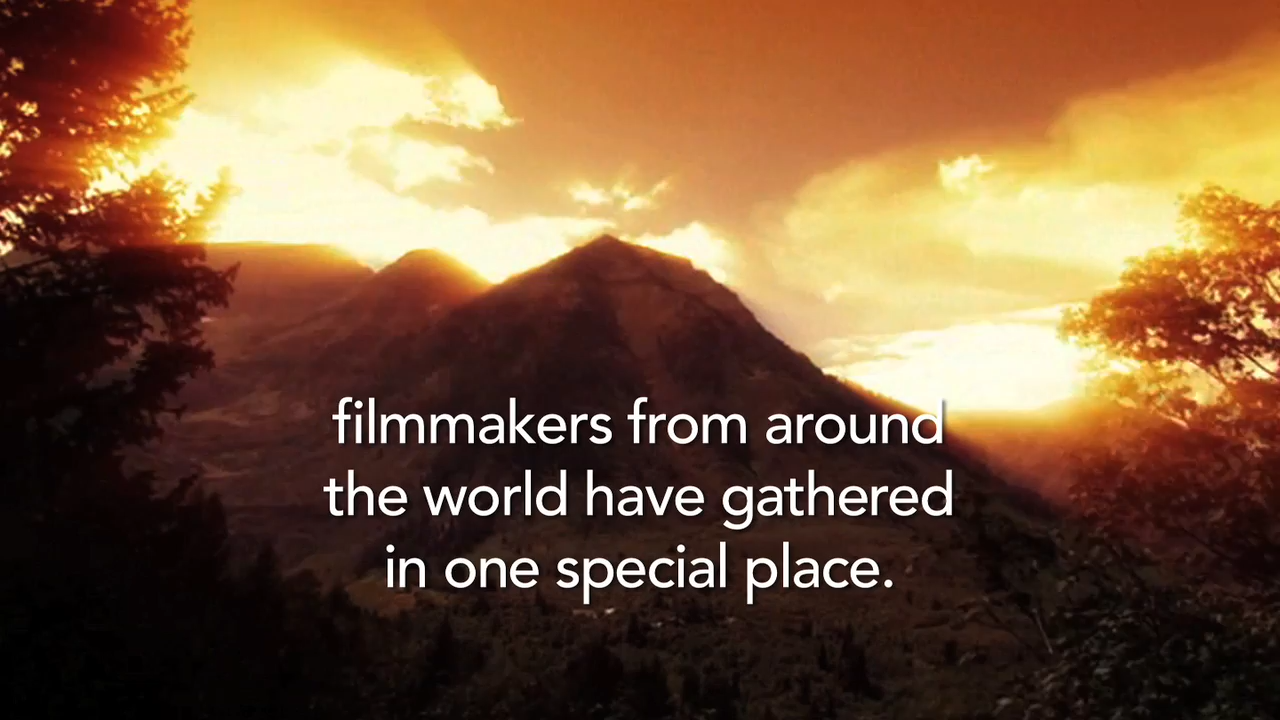 filmmakers from around
the world have gathered
in one special place.